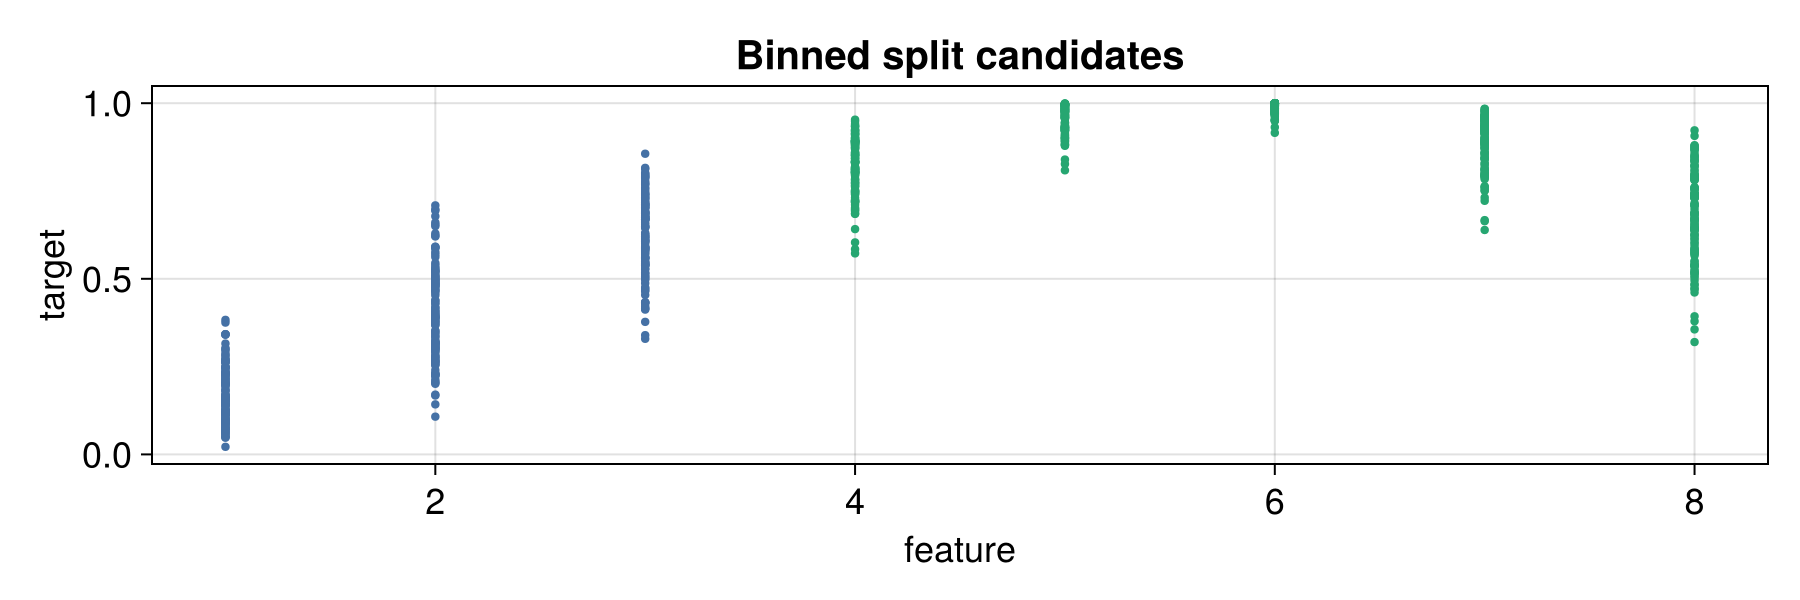 Binned split candidates
1.0
0.5
0.0
target
2 4 6 8
feature